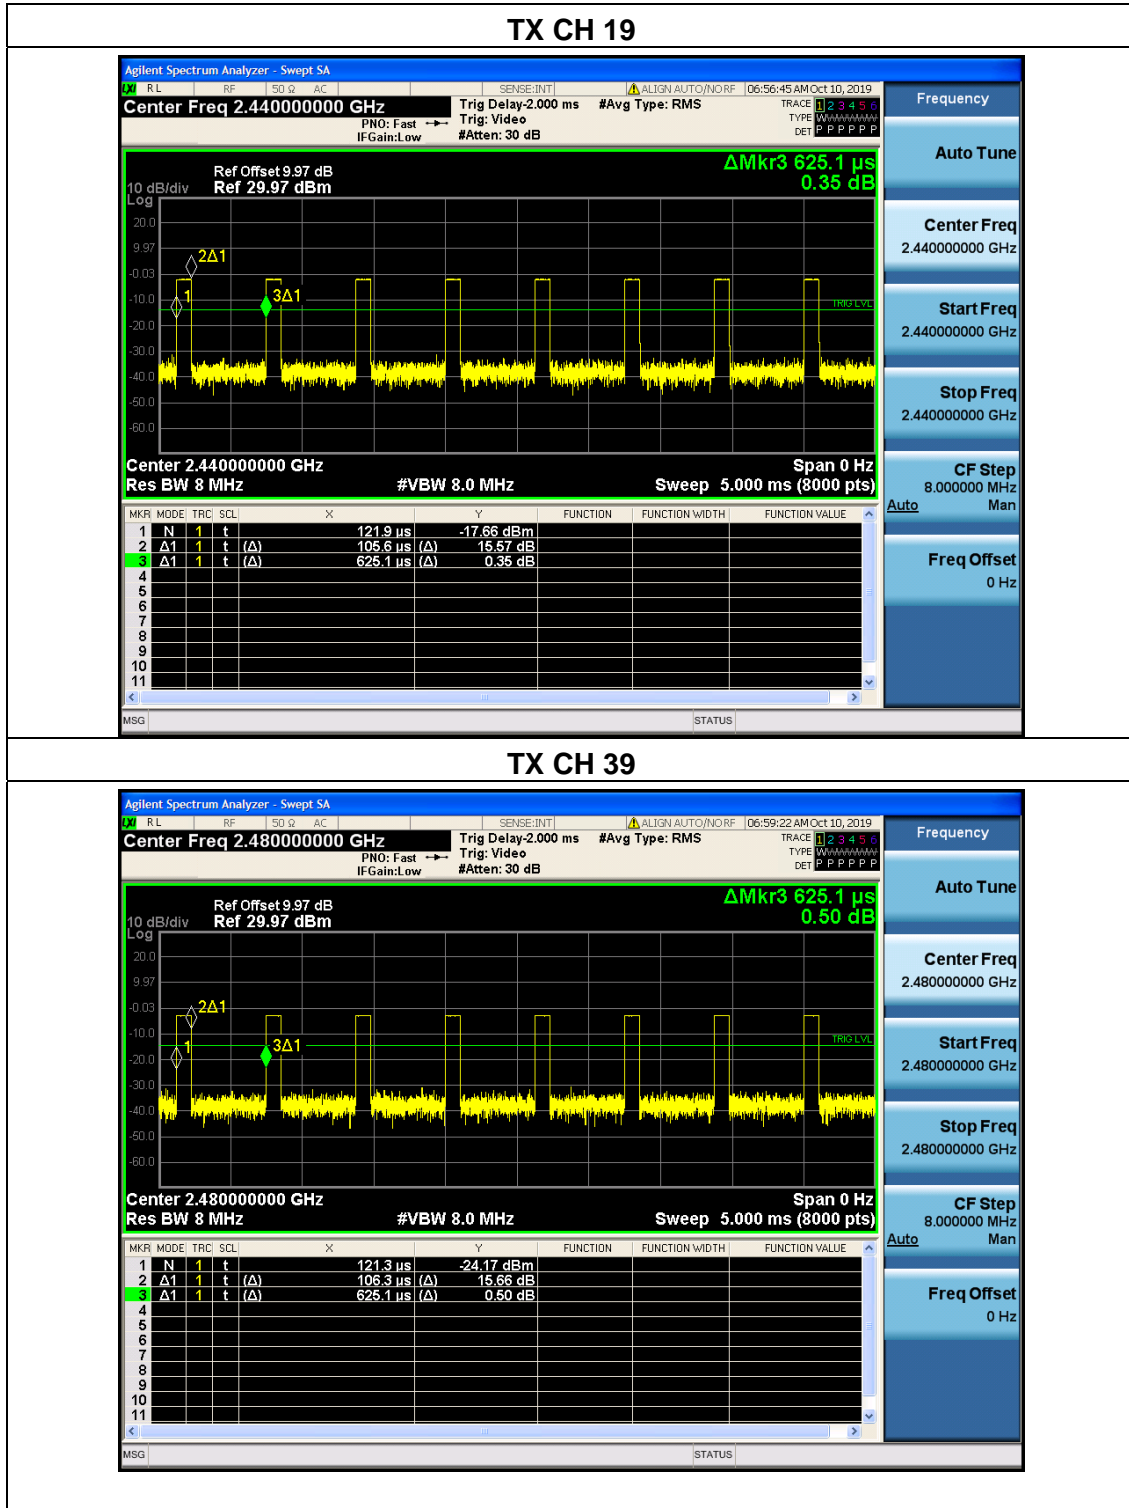 TX CH 19
Agilent Spectrum Analyzer - Swept SA
LXI RL RF 50 Ω AC SENSE:INT ALIGN AUTO/NO RF 06:56:45 AM Oct 10, 2019
Center Freq 2.440000000 GHz Trig Delay-2.000 ms #Avg Type: RMS TRACE 1 2 3 4 5 6
PNO: Fast Trig: Video TYPE WWWWWW
IFGain:Low #Atten: 30 dB DET P P P P P P
Frequency
Auto Tune
Center Freq
2.440000000 GHz
Start Freq
2.440000000 GHz
Stop Freq
2.440000000 GHz
CF Step
8.000000 MHz
Auto Man
Freq Offset
0 Hz
ΔMkr3 625.1 µs
0.35 dB
Ref Offset 9.97 dB
10 dB/div Ref 29.97 dBm
Log
20.0
9.97
-0.03
-10.0
-20.0
-30.0
-40.0
-50.0
-60.0
2Δ1
1
3Δ1
TRIG LVL
Center 2.440000000 GHz Span 0 Hz
Res BW 8 MHz #VBW 8.0 MHz Sweep 5.000 ms (8000 pts)
MKR MODE TRC SCL X Y FUNCTION FUNCTION WIDTH FUNCTION VALUE
1 N 1 t 121.9 µs -17.66 dBm
2 Δ1 1 t (Δ) 105.6 µs (Δ) 15.57 dB
3 Δ1 1 t (Δ) 625.1 µs (Δ) 0.35 dB
4
5
6
7
8
9
10
11
MSG STATUS
TX CH 39
Agilent Spectrum Analyzer - Swept SA
LXI RL RF 50 Ω AC SENSE:INT ALIGN AUTO/NO RF 06:59:22 AM Oct 10, 2019
Center Freq 2.480000000 GHz Trig Delay-2.000 ms #Avg Type: RMS TRACE 1 2 3 4 5 6
PNO: Fast Trig: Video TYPE WWWWWW
IFGain:Low #Atten: 30 dB DET P P P P P P
Frequency
Auto Tune
Center Freq
2.480000000 GHz
Start Freq
2.480000000 GHz
Stop Freq
2.480000000 GHz
CF Step
8.000000 MHz
Auto Man
Freq Offset
0 Hz
ΔMkr3 625.1 µs
0.50 dB
Ref Offset 9.97 dB
10 dB/div Ref 29.97 dBm
Log
20.0
9.97
-0.03
-10.0
-20.0
-30.0
-40.0
-50.0
-60.0
2Δ1
1
3Δ1
TRIG LVL
Center 2.480000000 GHz Span 0 Hz
Res BW 8 MHz #VBW 8.0 MHz Sweep 5.000 ms (8000 pts)
MKR MODE TRC SCL X Y FUNCTION FUNCTION WIDTH FUNCTION VALUE
1 N 1 t 121.3 µs -24.17 dBm
2 Δ1 1 t (Δ) 106.3 µs (Δ) 15.66 dB
3 Δ1 1 t (Δ) 625.1 µs (Δ) 0.50 dB
4
5
6
7
8
9
10
11
MSG STATUS